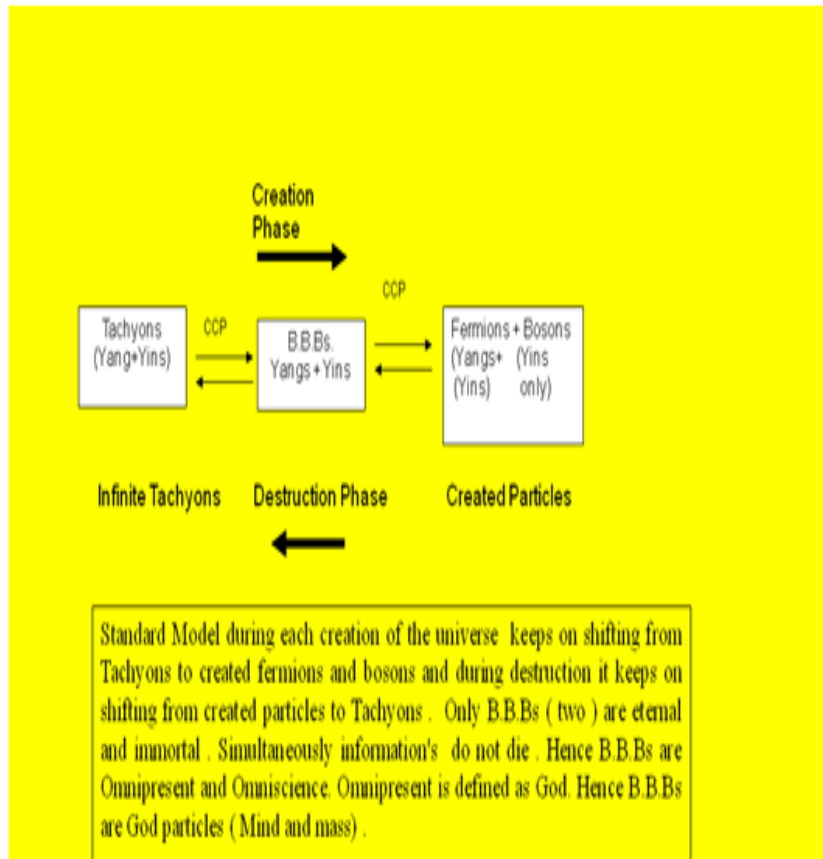 Creation
Phase
CCP
Tachyons
(Yang+Yins)
CCP
B.B.Bs.
Yangs + Yins
Fermions + Bosons
(Yangs+ (Yins
(Yins) only)
Infinite Tachyons
Destruction Phase
Created Particles
Standard Model during each creation of the universe keeps on shifting from
Tachyons to created fermions and bosons and during destruction it keeps on
shifting from created particles to Tachyons . Only B.B.Bs ( two ) are eternal
and immortal . Simultaneously information's do not die . Hence B.B.Bs are
Omnipresent and Omniscience. Omnipresent is defined as God. Hence B.B.Bs
are God particles ( Mind and mass) .